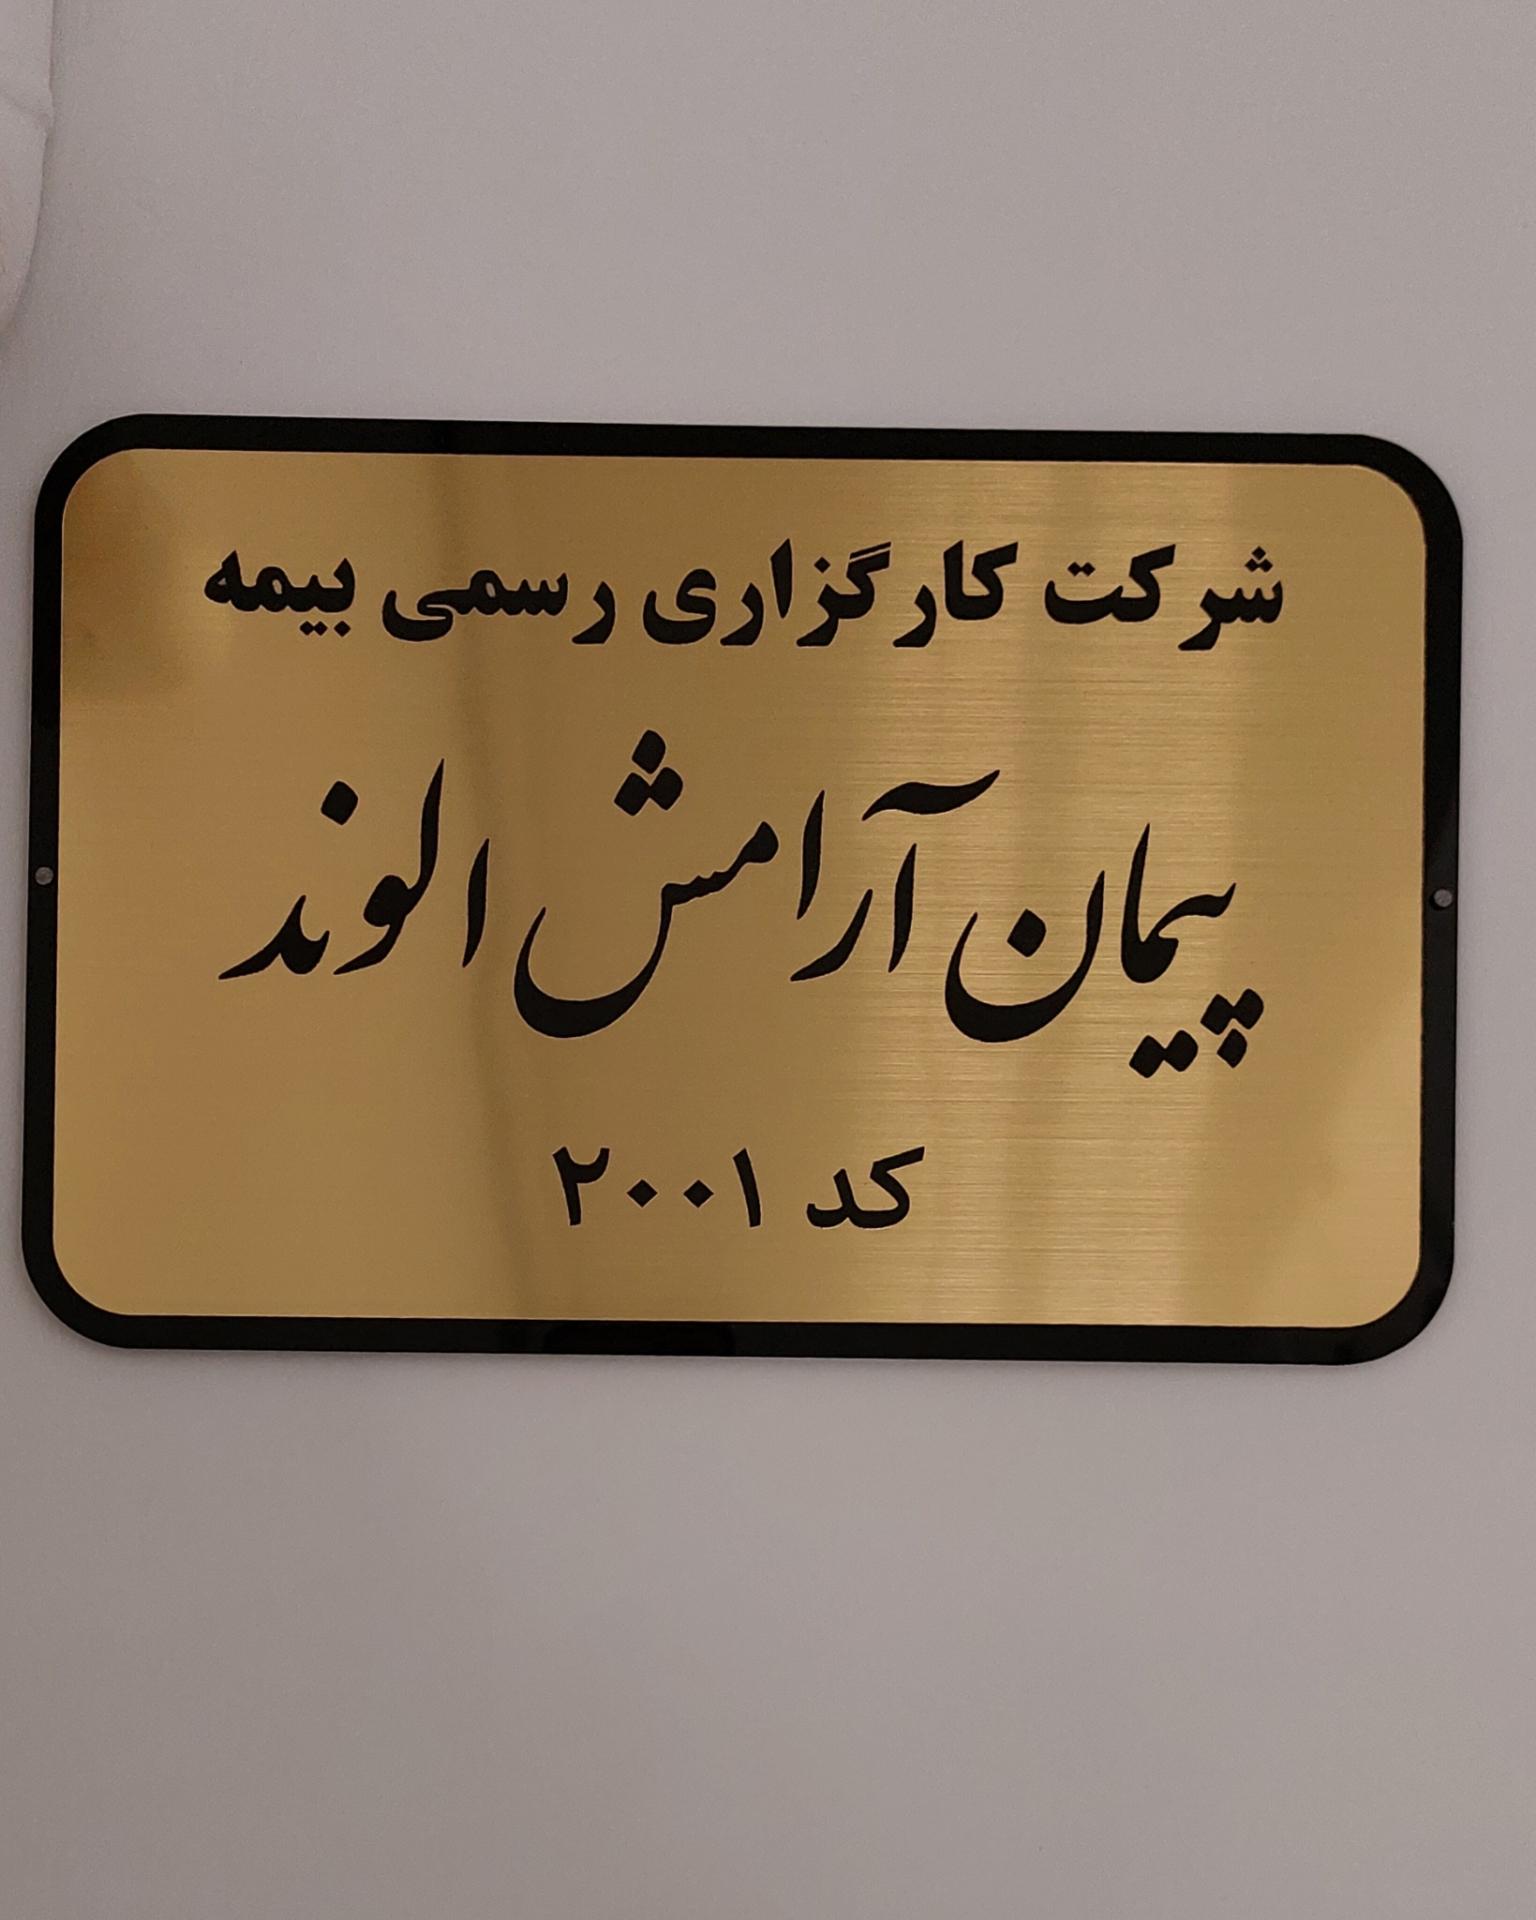 شرکت کارگزاری رسمی بیمه
پیمان آرامش الوند
کد ۲۰۰۱